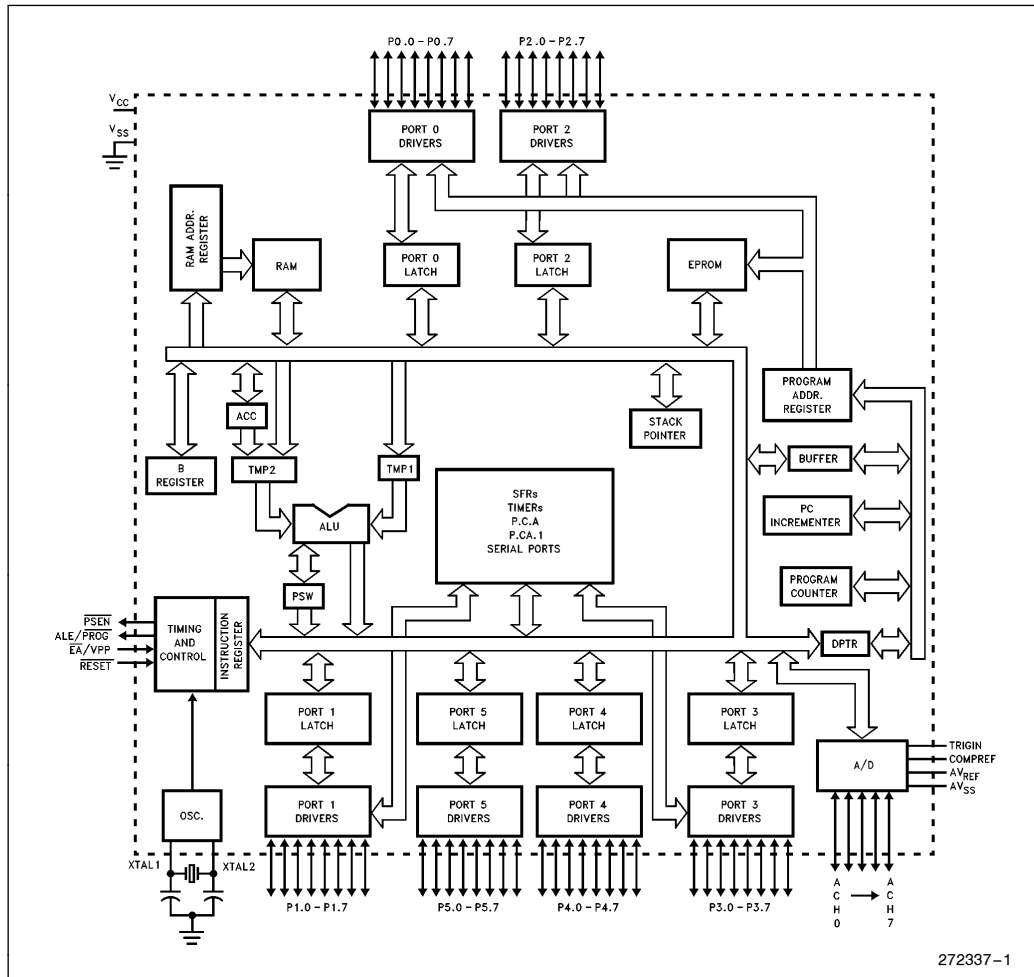 P0.0–P0.7
P2.0–P2.7
VCC
VSS
PORT 0
DRIVERS
PORT 2
DRIVERS
RAM ADDR.
REGISTER
RAM
PORT 0
LATCH
PORT 2
LATCH
EPROM
PROGRAM
ADDR.
REGISTER
ACC
STACK
POINTER
B
REGISTER
TMP2
TMP1
BUFFER
ALU
SFRs
TIMERs
P.C.A
P.CA.1
SERIAL PORTS
PC
INCREMENTER
PSW
PROGRAM
COUNTER
PSEN
ALE/PROG
EA/VPP
RESET
TIMING
AND
CONTROL
INSTRUCTION
REGISTER
DPTR
PORT 1
LATCH
PORT 5
LATCH
PORT 4
LATCH
PORT 3
LATCH
A/D
TRIGIN
COMPREF
AVREF
AVSS
OSC.
PORT 1
DRIVERS
PORT 5
DRIVERS
PORT 4
DRIVERS
PORT 3
DRIVERS
XTAL1
XTAL2
P1.0–P1.7
P5.0–P5.7
P4.0–P4.7
P3.0–P3.7
ACH0
ACH7
272337–1